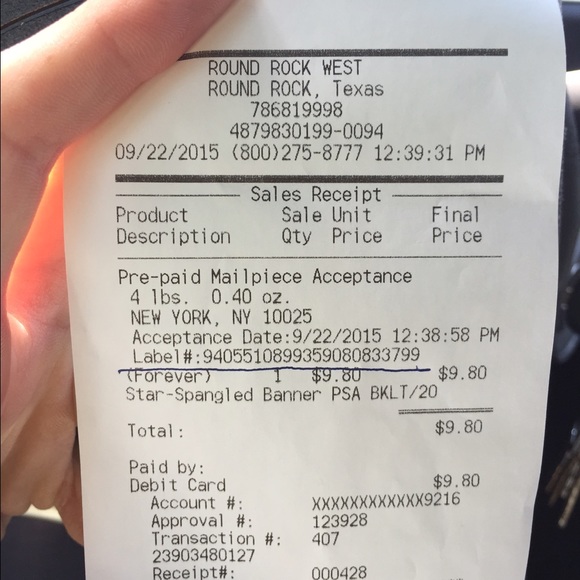 ROUND ROCK WEST
ROUND ROCK, Texas
786819998
4879830199-0094
09/22/2015 (800)275-8777 12:39:31 PM
Sales Receipt
Product Sale Unit Final
Description Qty Price Price
Pre-paid Mailpiece Acceptance
4 lbs. 0.40 oz.
NEW YORK, NY 10025
Acceptance Date:9/22/2015 12:38:58 PM
Label#:9405510899359080833799
(Forever) 1 $9.80 $9.80
Star-Spangled Banner PSA BKLT/20
Total: $9.80
Paid by:
Debit Card $9.80
Account #: XXXXXXXXXXXX9216
Approval #: 123928
Transaction #: 407
23903480127
Receipt#: 000428